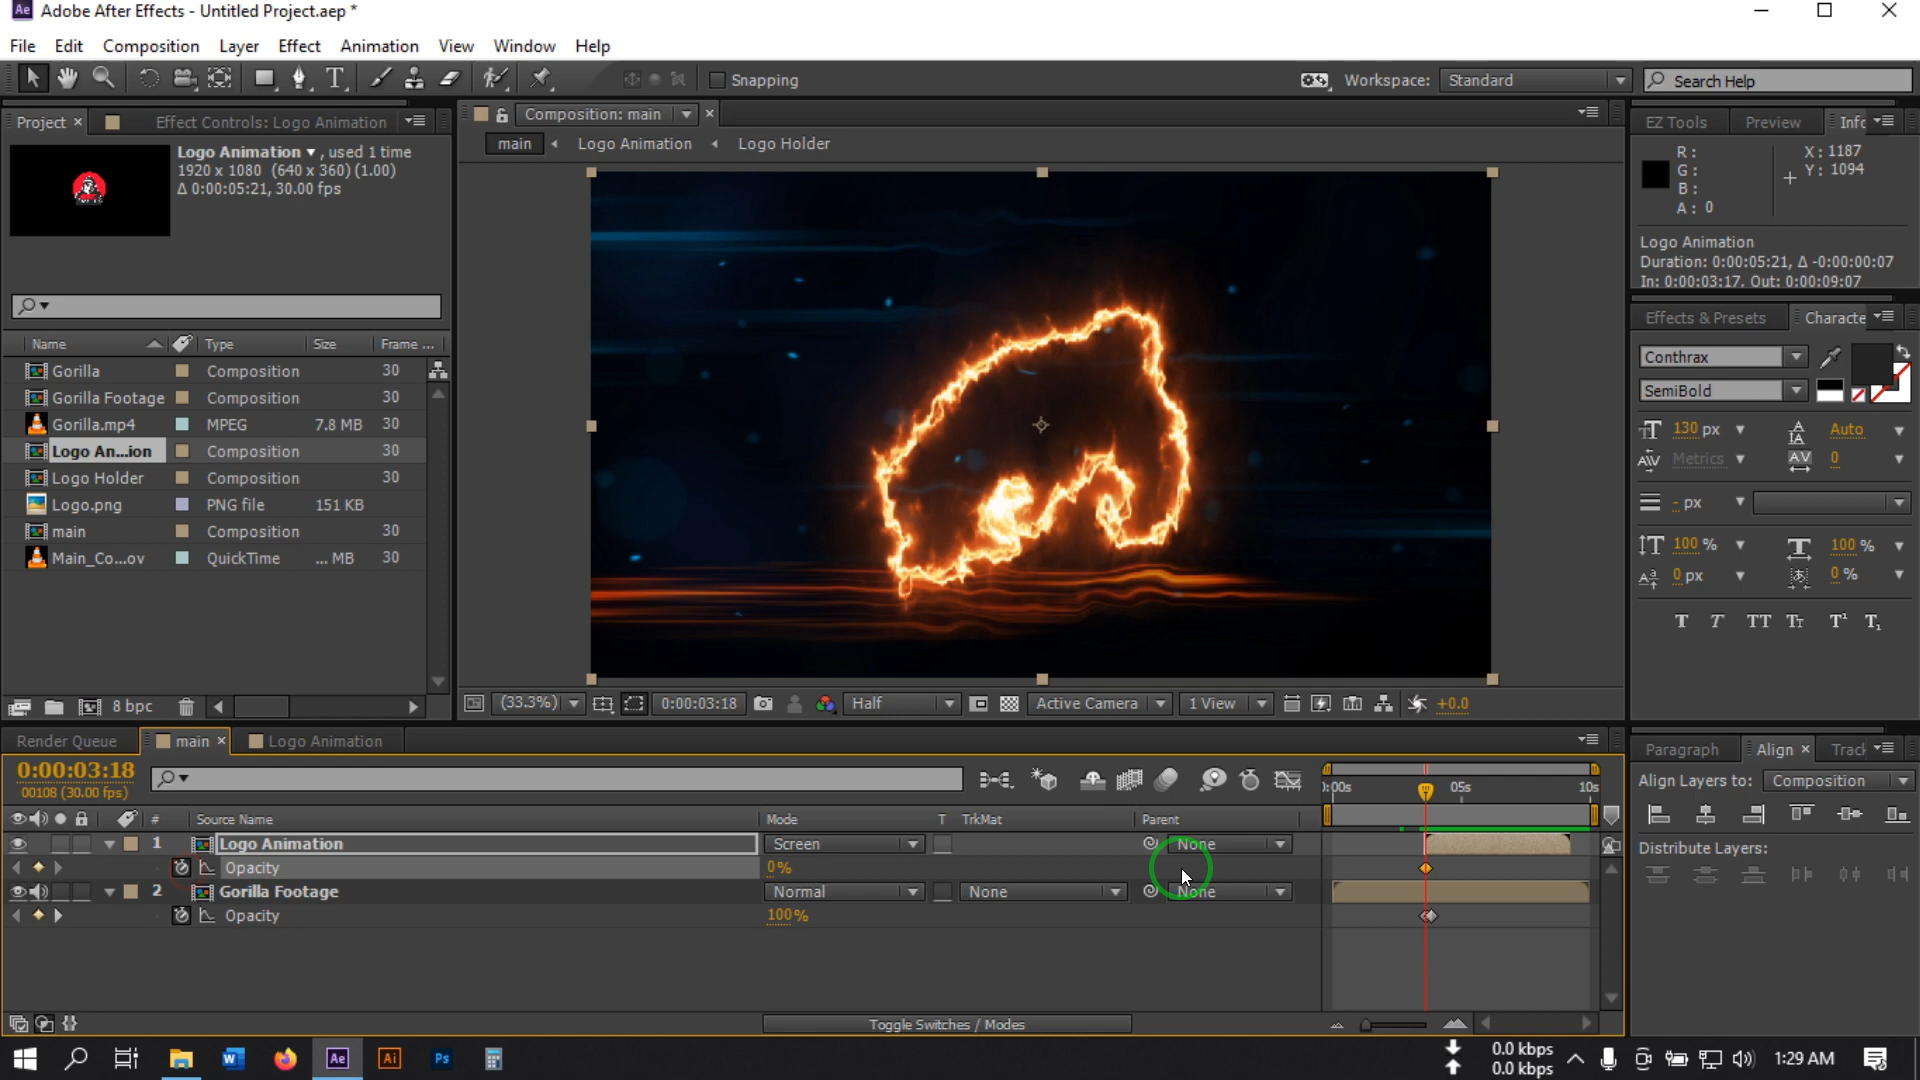 Ae Adobe After Effects - Untitled Project.aep *
File Edit Composition Layer Effect Animation View Window Help
T Snapping Workspace: Standard Search Help
Project × Effect Controls: Logo Animation
Composition: main ×
EZ Tools Preview Info
main Logo Animation Logo Holder
Logo Animation ▾ , used 1 time
1920 x 1080 (640 x 360) (1.00)
Δ 0:00:05:21, 30.00 fps
R: X: 1187
G: Y: 1094
B:
A: 0
Logo Animation
Duration: 0:00:05:21, Δ -0:00:00:07
In: 0:00:03:17, Out: 0:00:09:07
Effects & Presets Characte
Name Type Size Frame ...
Gorilla Composition 30
Gorilla Footage Composition 30
Gorilla.mp4 MPEG 7.8 MB 30
Logo An...ion Composition 30
Logo Holder Composition 30
Logo.png PNG file 151 KB
main Composition 30
Main_Co...ov QuickTime ... MB 30
Conthrax
SemiBold
130 px Auto
Metrics 0
- px
100 % 100 %
0 px 0 %
T T TT Tt T¹ T₁
8 bpc
(33.3%) 0:00:03:18 Half Active Camera 1 View +0.0
Render Queue main × Logo Animation
Paragraph Align × Track
0:00:03:18
00108 (30.00 fps)
):00s 05s 10s
Align Layers to: Composition
# Source Name Mode T TrkMat Parent
1 Logo Animation Screen None
Distribute Layers:
Opacity 0%
2 Gorilla Footage Normal None None
Opacity 100%
Toggle Switches / Modes
W Ae Ai Ps
0.0 kbps
0.0 kbps
1:29 AM